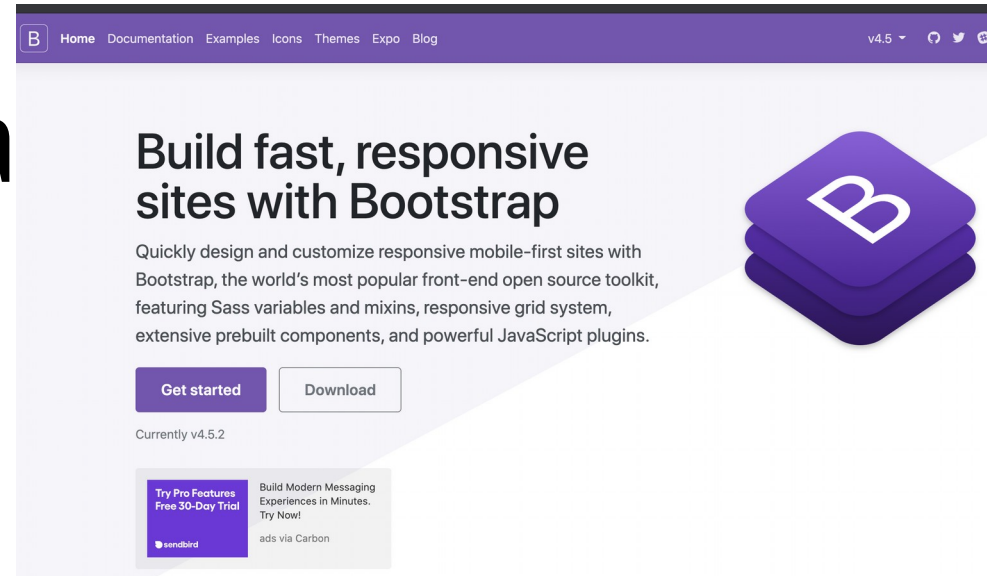 B Home Documentation Examples Icons Themes Expo Blog v4.5
Build fast, responsive
sites with Bootstrap
B
Quickly design and customize responsive mobile-first sites with
Bootstrap, the world's most popular front-end open source toolkit,
featuring Sass variables and mixins, responsive grid system,
extensive prebuilt components, and powerful JavaScript plugins.
Get started Download
Currently v4.5.2
Try Pro Features
Free 30-Day Trial
sendbird
Build Modern Messaging
Experiences in Minutes.
Try Now!
ads via Carbon